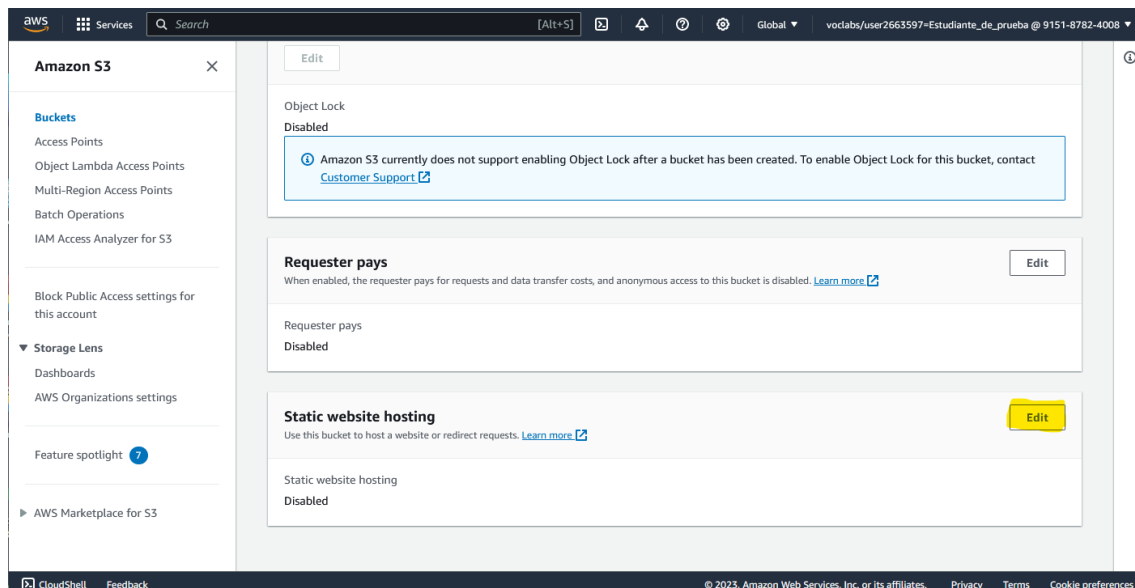 aws
Services
Search
[Alt+S]
Global
voclabs/user2663597=Estudiante_de_prueba @ 9151-8782-4008
Amazon S3
Buckets
Access Points
Object Lambda Access Points
Multi-Region Access Points
Batch Operations
IAM Access Analyzer for S3
Block Public Access settings for
this account
Storage Lens
Dashboards
AWS Organizations settings
Feature spotlight 7
AWS Marketplace for S3
Edit
Object Lock
Disabled
Amazon S3 currently does not support enabling Object Lock after a bucket has been created. To enable Object Lock for this bucket, contact
Customer Support
Requester pays
Edit
When enabled, the requester pays for requests and data transfer costs, and anonymous access to this bucket is disabled. Learn more
Requester pays
Disabled
Static website hosting
Edit
Use this bucket to host a website or redirect requests. Learn more
Static website hosting
Disabled
CloudShell
Feedback
© 2023, Amazon Web Services, Inc. or its affiliates.
Privacy
Terms
Cookie preferences